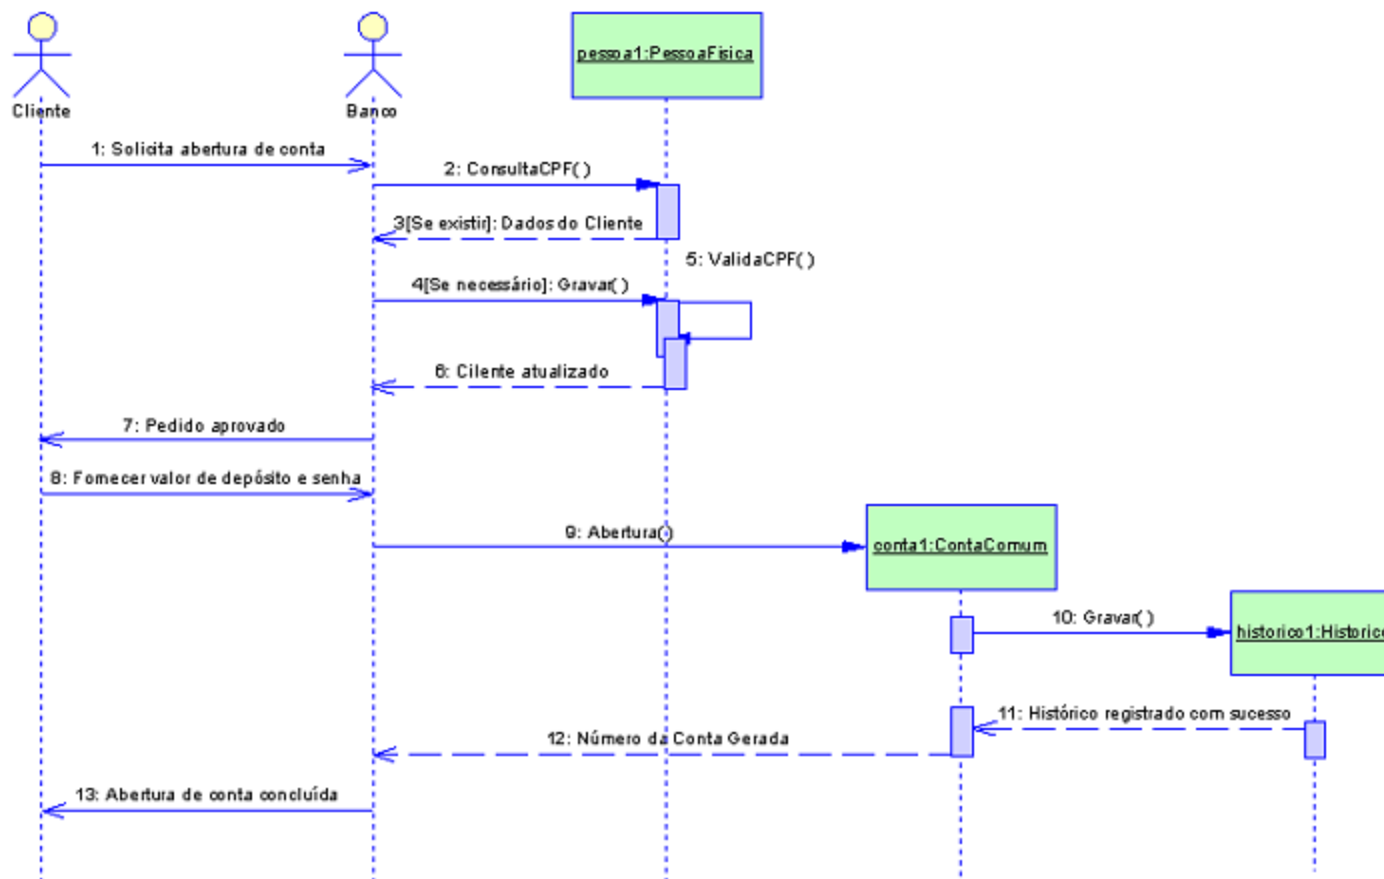 pessoa1:PessoaFisica
Cliente
Banco
1: Solicita abertura de conta
2: ConsultaCPF()
3[Se existir]: Dados do Cliente
5: ValidaCPF()
4[Se necessário]: Gravar()
6: Cilente atualizado
7: Pedido aprovado
8: Fornecer valor de depósito e senha
9: Abertura()
conta1:ContaComum
10: Gravar()
historico1:Historic
11: Histórico registrado com sucesso
12: Número da Conta Gerada
13: Abertura de conta concluída